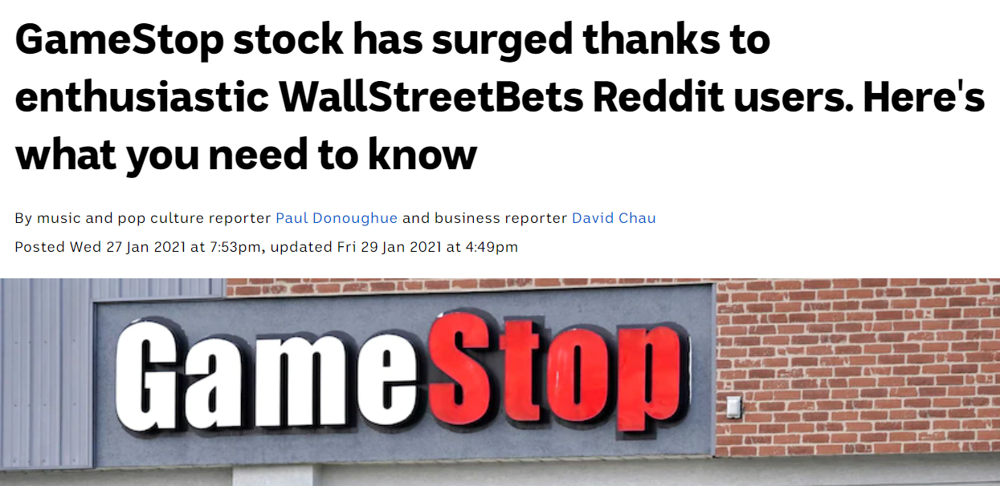 GameStop stock has surged thanks to
enthusiastic WallStreetBets Reddit users. Here's
what you need to know
By music and pop culture reporter Paul Donoughue and business reporter David Chau
Posted Wed 27 Jan 2021 at 7:53pm, updated Fri 29 Jan 2021 at 4:49pm
GameStop